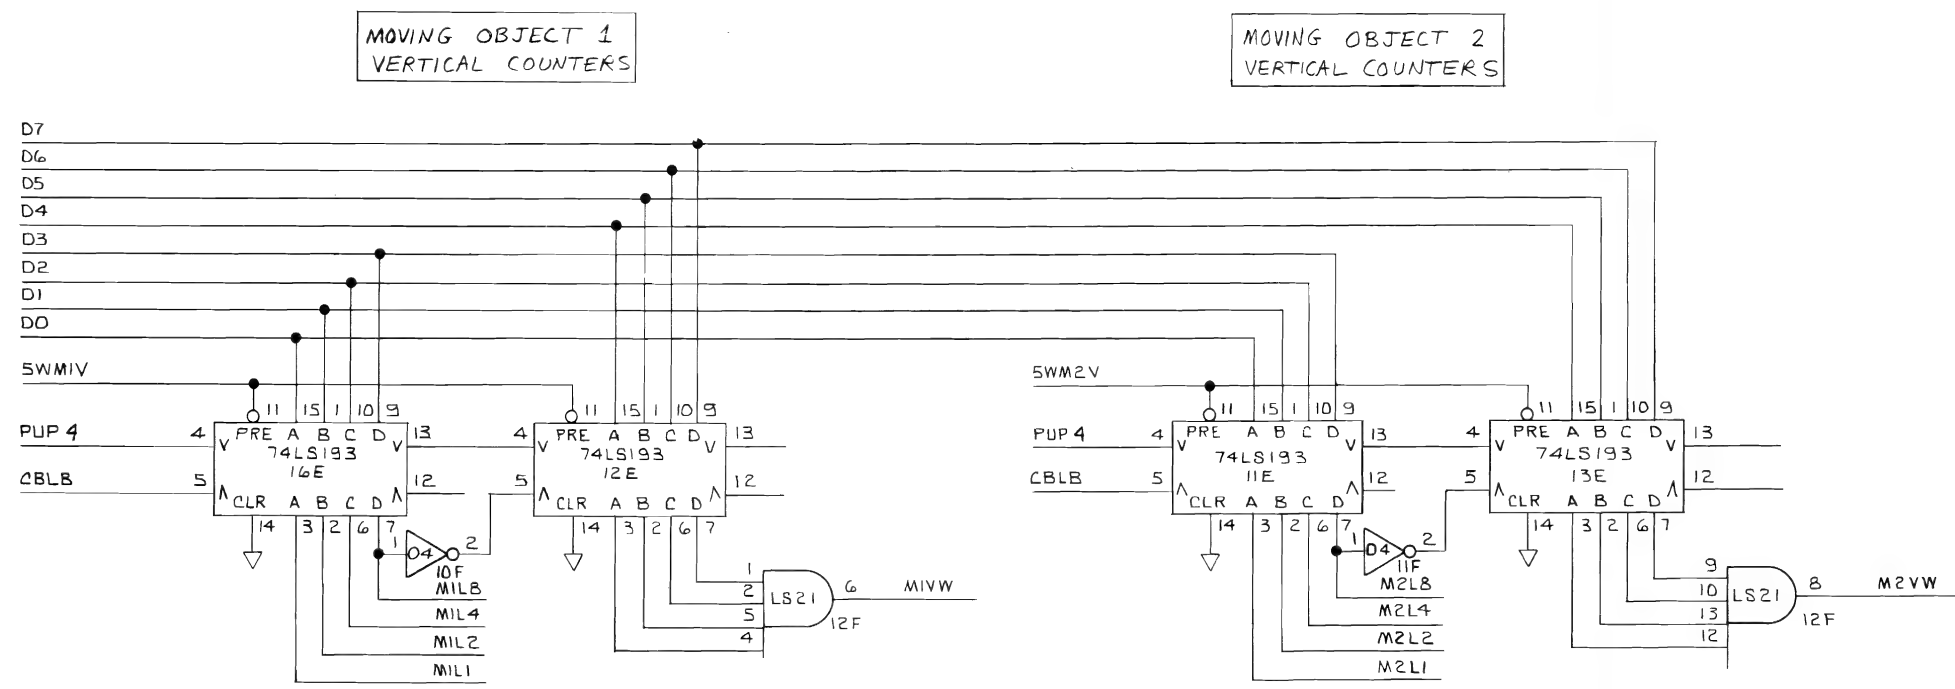 MOVING OBJECT 1
VERTICAL COUNTERS
MOVING OBJECT 2
VERTICAL COUNTERS
D7
D6
D5
D4
D3
D2
D1
D0
SWM1V
SWM2V
11 15 1 10 9
11 15 1 10 9
11 15 1 10 9
11 15 1 10 9
PUP 4
4
PRE A B C D
13
4
PRE A B C D
13
PUP 4
4
PRE A B C D
13
4
PRE A B C D
13
74LS193
16E
74LS193
12E
74LS193
11E
74LS193
13E
CBLB
5
12
5
12
CBLB
5
12
5
12
CLR A B C D
CLR A B C D
CLR A B C D
CLR A B C D
14 3 2 6 7
14 3 2 6 7
14 3 2 6 7
14 3 2 6 7
1
04
2
10F
1
04
2
11F
M1L8
M1L4
M1L2
M1L1
1
2
5
4
LS21
6
12F
M1VW
M2L8
M2L4
M2L2
M2L1
9
10
13
12
LS21
8
12F
M2VW